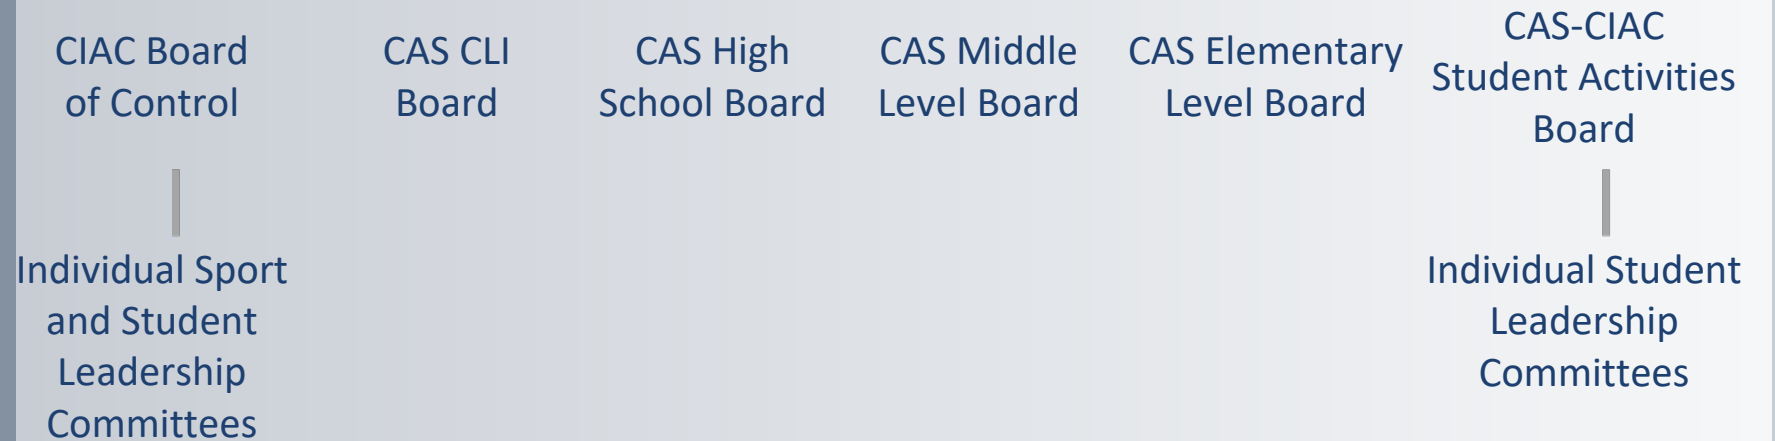 CIAC Board
of Control
CAS CLI
Board
CAS High
School Board
CAS Middle
Level Board
CAS Elementary
Level Board
CAS-CIAC
Student Activities
Board
Individual Sport
and Student
Leadership
Committees
Individual Student
Leadership
Committees